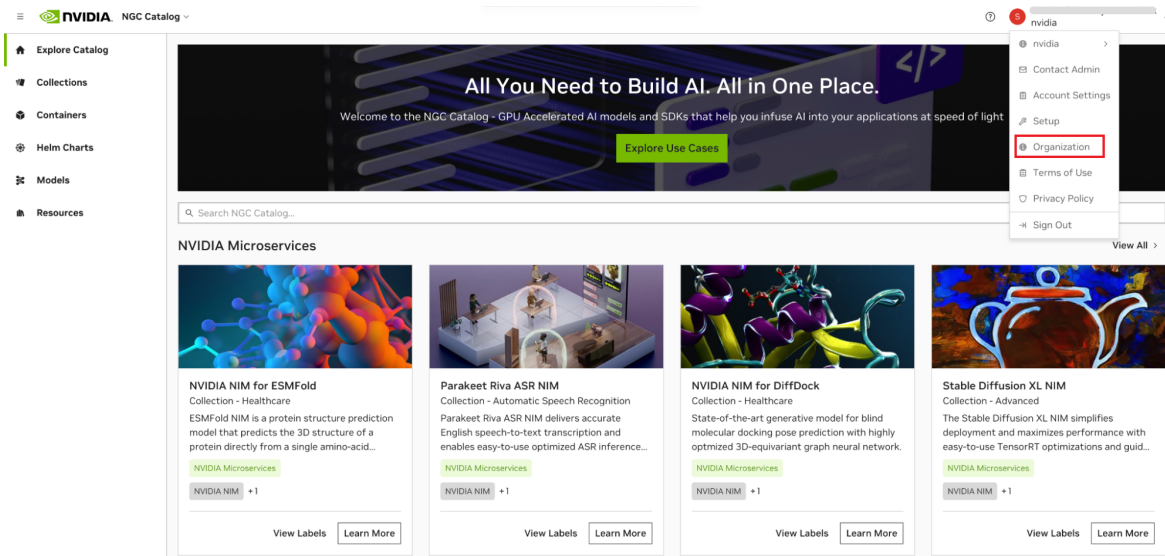 NVIDIA. NGC Catalog
S
nvidia
Explore Catalog
Collections
Containers
Helm Charts
Models
Resources
All You Need to Build AI. All in One Place.
Welcome to the NGC Catalog - GPU Accelerated AI models and SDKs that help you infuse AI into your applications at speed of light
Explore Use Cases
nvidia
Contact Admin
Account Settings
Setup
Organization
Terms of Use
Privacy Policy
Sign Out
Search NGC Catalog...
NVIDIA Microservices
View All
NVIDIA NIM for ESMFold
Collection - Healthcare
ESMFold NIM is a protein structure prediction
model that predicts the 3D structure of a
protein directly from a single amino-acid...
NVIDIA Microservices
NVIDIA NIM +1
View Labels Learn More
Parakeet Riva ASR NIM
Collection - Automatic Speech Recognition
Parakeet Riva ASR NIM delivers accurate
English speech-to-text transcription and
enables easy-to-use optimized ASR inference...
NVIDIA Microservices
NVIDIA NIM +1
View Labels Learn More
NVIDIA NIM for DiffDock
Collection - Healthcare
State-of-the-art generative model for blind
molecular docking pose prediction with highly
optmized 3D-equivariant graph neural network.
NVIDIA Microservices
NVIDIA NIM +1
View Labels Learn More
Stable Diffusion XL NIM
Collection - Advanced
The Stable Diffusion XL NIM simplifies
deployment and maximizes performance with
easy-to-use TensorRT optimizations and guid...
NVIDIA Microservices
NVIDIA NIM +1
View Labels Learn More